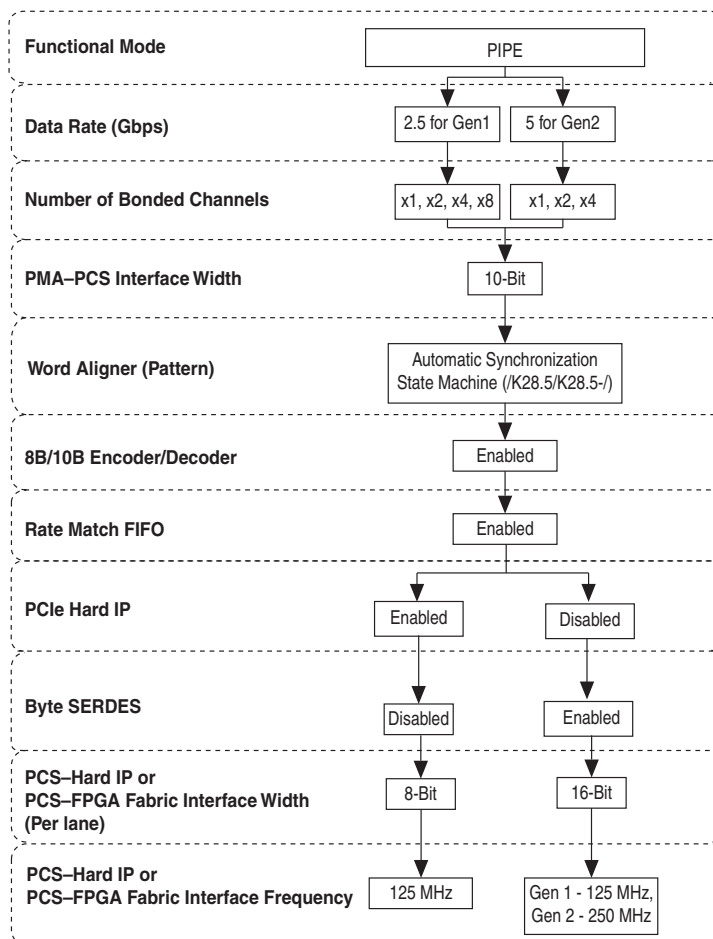 Functional Mode
PIPE
Data Rate (Gbps)
2.5 for Gen1
5 for Gen2
Number of Bonded Channels
x1, x2, x4, x8
x1, x2, x4
PMA–PCS Interface Width
10-Bit
Word Aligner (Pattern)
Automatic Synchronization
State Machine (/K28.5/K28.5-/)
8B/10B Encoder/Decoder
Enabled
Rate Match FIFO
Enabled
PCIe Hard IP
Enabled
Disabled
Byte SERDES
Disabled
Enabled
PCS–Hard IP or
PCS–FPGA Fabric Interface Width
(Per lane)
8-Bit
16-Bit
PCS–Hard IP or
PCS–FPGA Fabric Interface Frequency
125 MHz
Gen 1 - 125 MHz,
Gen 2 - 250 MHz